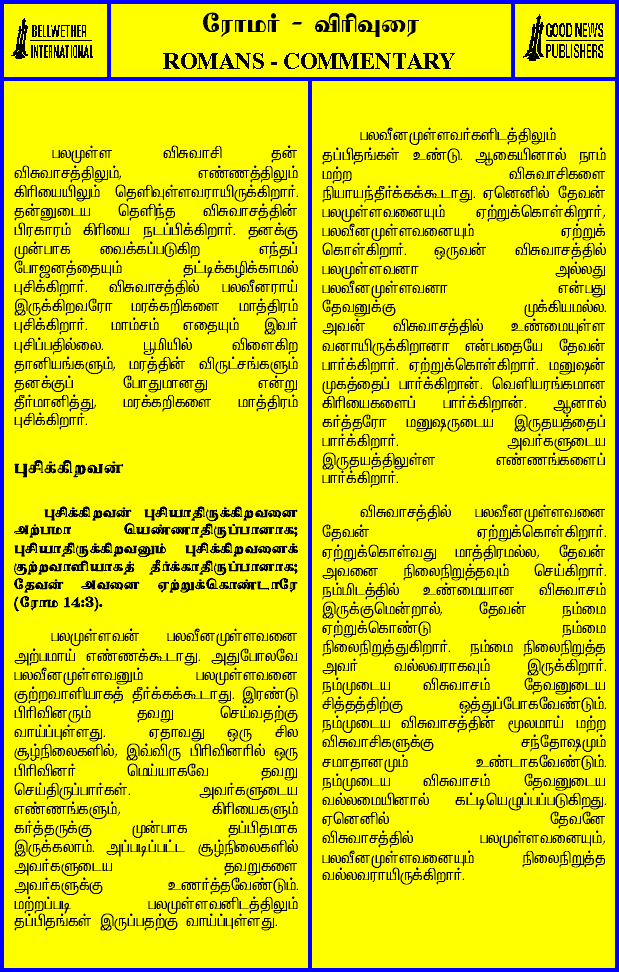 BELLWETHER
INTERNATIONAL
ரோமர் - விரிவுரை
ROMANS - COMMENTARY
GOOD NEWS
PUBLISHERS
பலமுள்ள விசுவாசி தன்
விசுவாசத்திலும், எண்ணத்திலும்
கிரியையிலும் தெளிவுள்ளவராயிருக்கிறார்.
தன்னுடைய தெளிந்த விசுவாசத்தின்
பிரகாரம் கிரியை நடப்பிக்கிறார். தனக்கு
முன்பாக வைக்கப்படுகிற எந்தப்
போஜனத்தையும் தட்டிக்கழிக்காமல்
புசிக்கிறார். விசுவாசத்தில் பலவீனராய்
இருக்கிறவரோ மரக்கறிகளை மாத்திரம்
புசிக்கிறார். மாம்சம் எதையும் இவர்
புசிப்பதில்லை. பூமியில் விளைகிற
தானியங்களும், மரத்தின் விருட்சங்களும்
தனக்குப் போதுமானது என்று
தீர்மானித்து, மரக்கறிகளை மாத்திரம்
புசிக்கிறார்.
புசிக்கிறவன்
புசிக்கிறவன் புசியாதிருக்கிறவனை
அற்பமா யெண்ணாதிருப்பானாக;
புசியாதிருக்கிறவனும் புசிக்கிறவனைக்
குற்றவாளியாகத் தீர்க்காதிருப்பானாக;
தேவன் அவனை ஏற்றுக்கொண்டாரே
(ரோம 14:3).
பலமுள்ளவன் பலவீனமுள்ளவனை
அற்பமாய் எண்ணக்கூடாது. அதுபோலவே
பலவீனமுள்ளவனும் பலமுள்ளவனை
குற்றவாளியாகத் தீர்க்கக்கூடாது. இரண்டு
பிரிவினரும் தவறு செய்வதற்கு
வாய்ப்புள்ளது. ஏதாவது ஒரு சில
சூழ்நிலைகளில், இவ்விரு பிரிவினரில் ஒரு
பிரிவினர் மெய்யாகவே தவறு
செய்திருப்பார்கள். அவர்களுடைய
எண்ணங்களும், கிரியைகளும்
கர்த்தருக்கு முன்பாக தப்பிதமாக
இருக்கலாம். அப்படிப்பட்ட சூழ்நிலைகளில்
அவர்களுடைய தவறுகளை
அவர்களுக்கு உணர்த்தவேண்டும்.
மற்றப்படி பலமுள்ளவனிடத்திலும்
தப்பிதங்கள் இருப்பதற்கு வாய்ப்புள்ளது.
பலவீனமுள்ளவர்களிடத்திலும்
தப்பிதங்கள் உண்டு. ஆகையினால் நாம்
மற்ற விசுவாசிகளை
நியாயந்தீர்க்கக்கூடாது. ஏனெனில் தேவன்
பலமுள்ளவனையும் ஏற்றுக்கொள்கிறார்,
பலவீனமுள்ளவனையும் ஏற்றுக்
கொள்கிறார். ஒருவன் விசுவாசத்தில்
பலமுள்ளவனா அல்லது
பலவீனமுள்ளவனா என்பது
தேவனுக்கு முக்கியமல்ல.
அவன் விசுவாசத்தில் உண்மையுள்ள
வனாயிருக்கிறானா என்பதையே தேவன்
பார்க்கிறார். ஏற்றுக்கொள்கிறார். மனுஷன்
முகத்தைப் பார்க்கிறான். வெளியரங்கமான
கிரியைகளைப் பார்க்கிறான். ஆனால்
கர்த்தரோ மனுஷருடைய இருதயத்தைப்
பார்க்கிறார். அவர்களுடைய
இருதயத்திலுள்ள எண்ணங்களைப்
பார்க்கிறார்.
விசுவாசத்தில் பலவீனமுள்ளவனை
தேவன் ஏற்றுக்கொள்கிறார்.
ஏற்றுக்கொள்வது மாத்திரமல்ல, தேவன்
அவனை நிலைநிறுத்தவும் செய்கிறார்.
நம்மிடத்தில் உண்மையான விசுவாசம்
இருக்குமென்றால், தேவன் நம்மை
ஏற்றுக்கொண்டு நம்மை
நிலைநிறுத்துகிறார். நம்மை நிலைநிறுத்த
அவர் வல்லவராகவும் இருக்கிறார்.
நம்முடைய விசுவாசம் தேவனுடைய
சித்தத்திற்கு ஒத்துப்போகவேண்டும்.
நம்முடைய விசுவாசத்தின் மூலமாய் மற்ற
விசுவாசிகளுக்கு சந்தோஷமும்
சமாதானமும் உண்டாகவேண்டும்.
நம்முடைய விசுவாசம் தேவனுடைய
வல்லமையினால் கட்டியெழுப்பப்படுகிறது.
ஏனெனில் தேவனே
விசுவாசத்தில் பலமுள்ளவனையும்,
பலவீனமுள்ளவனையும் நிலைநிறுத்த
வல்லவராயிருக்கிறார்.